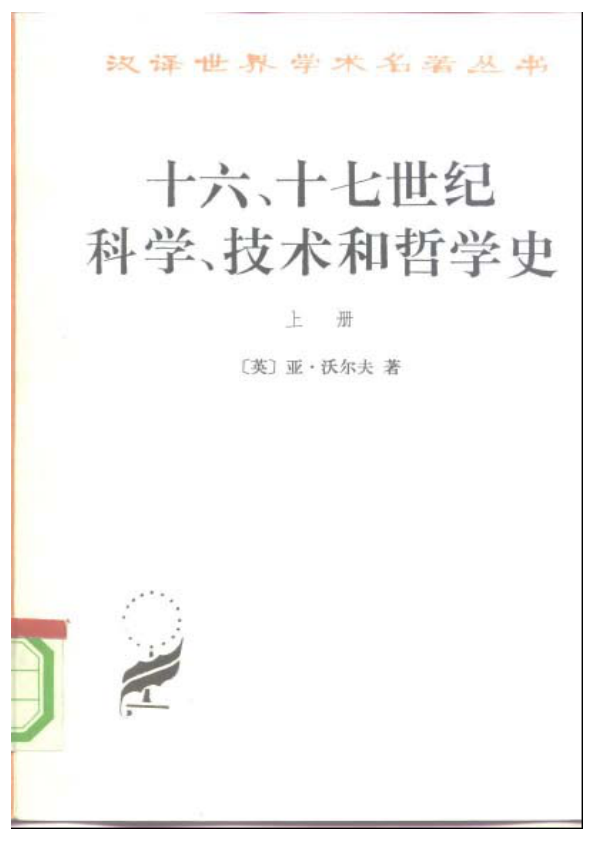 汉译世界学术名著丛书
十六、十七世纪
科学、技术和哲学史
上 册
〔英〕亚·沃尔夫 著